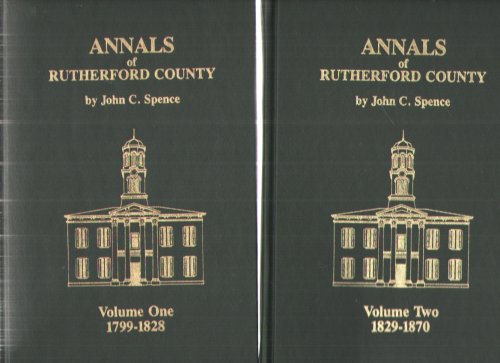 ANNALS
of
RUTHERFORD COUNTY
by John C. Spence
Volume One
1799-1828
ANNALS
of
RUTHERFORD COUNTY
by John C. Spence
Volume Two
1829-1870